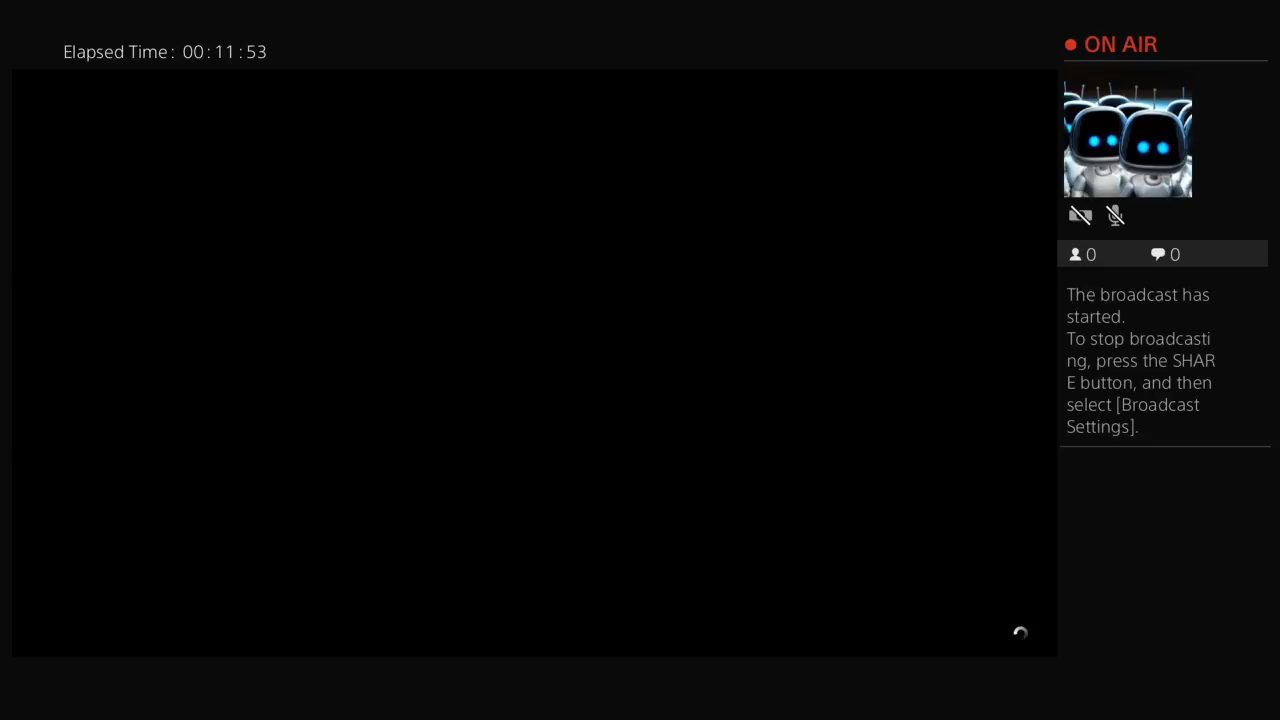 Elapsed Time: 00:11:53
ON AIR
0 0
The broadcast has
started.
To stop broadcasti
ng, press the SHAR
E button, and then
select [Broadcast
Settings].